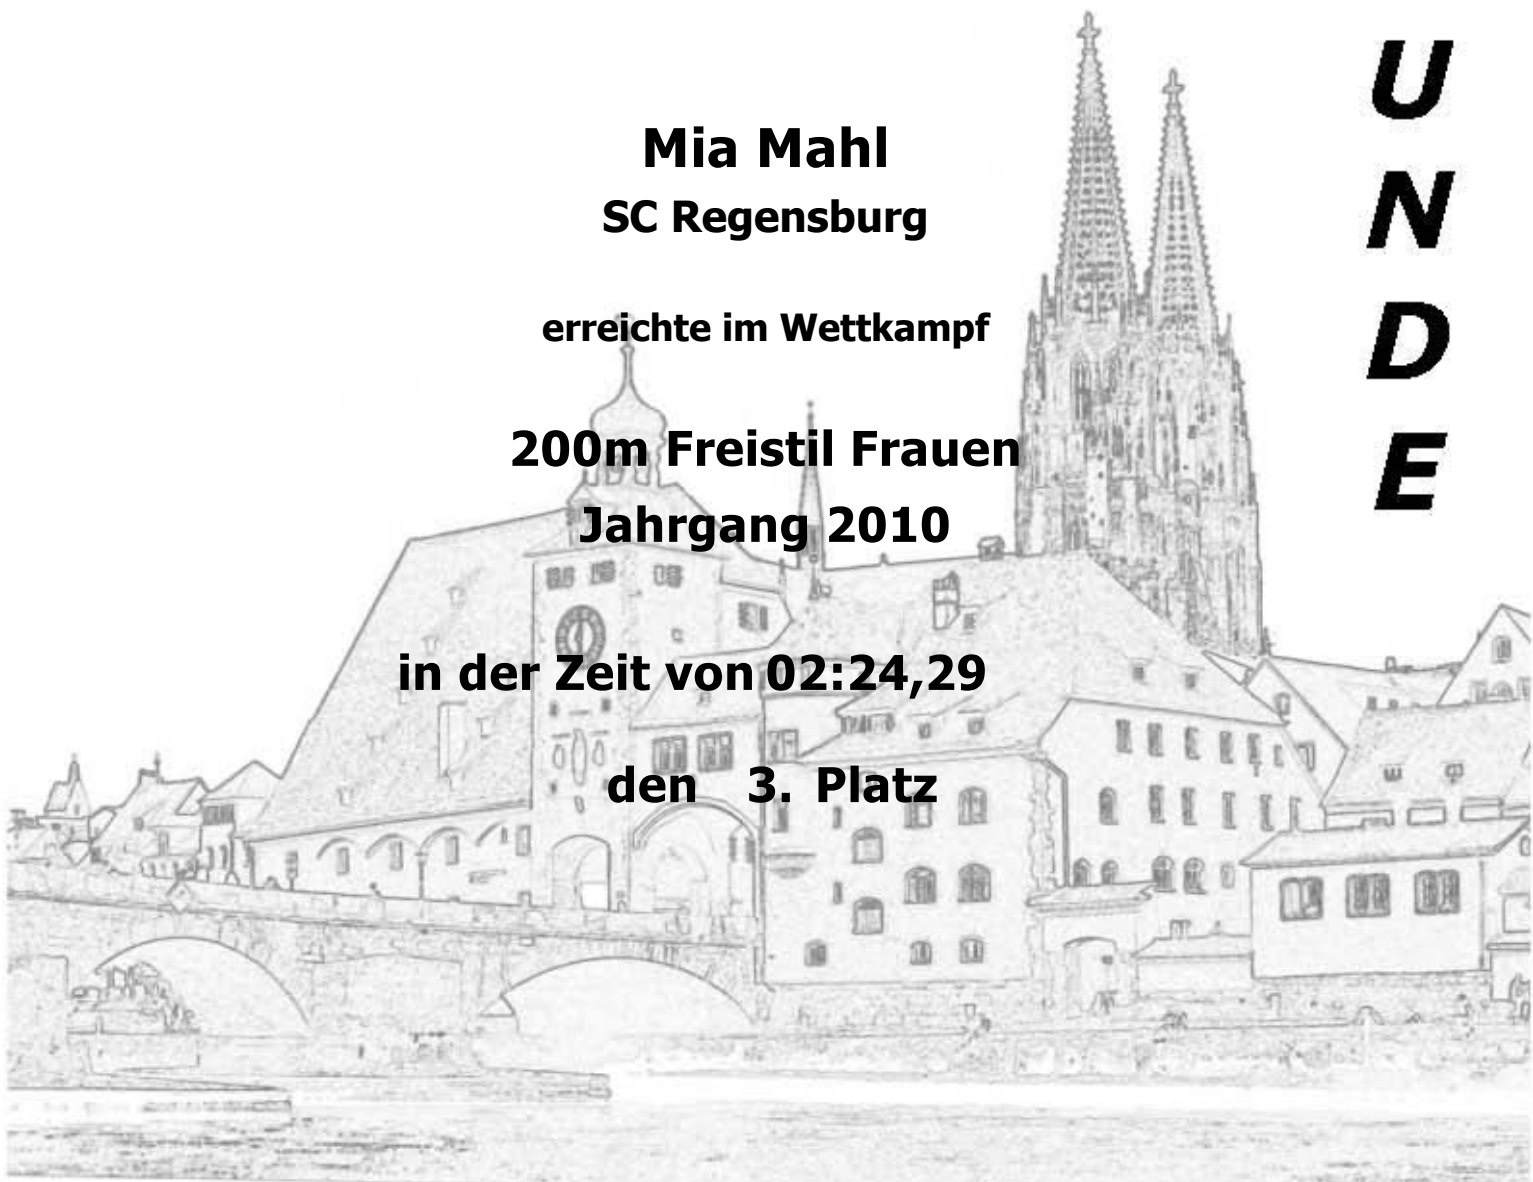 Mia Mahl
SC Regensburg
erreichte im Wettkampf
200m Freistil Frauen
Jahrgang 2010
in der Zeit von 02:24,29
den 3. Platz
U
N
D
E